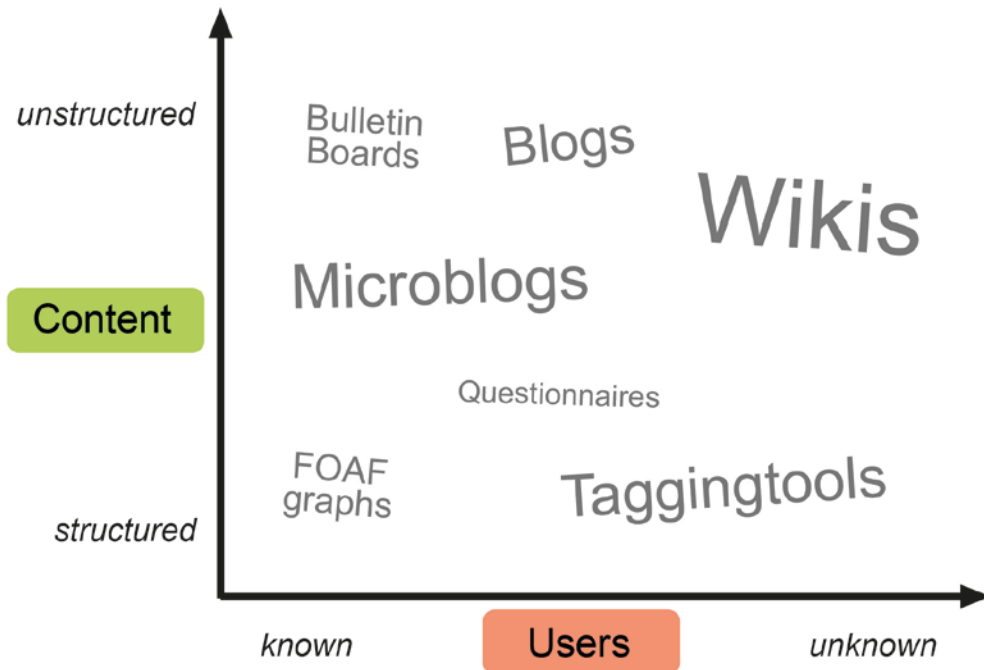 unstructured
Bulletin
Boards
Blogs
Wikis
Microblogs
Content
Questionnaires
FOAF
graphs
Taggingtools
structured
known
Users
unknown